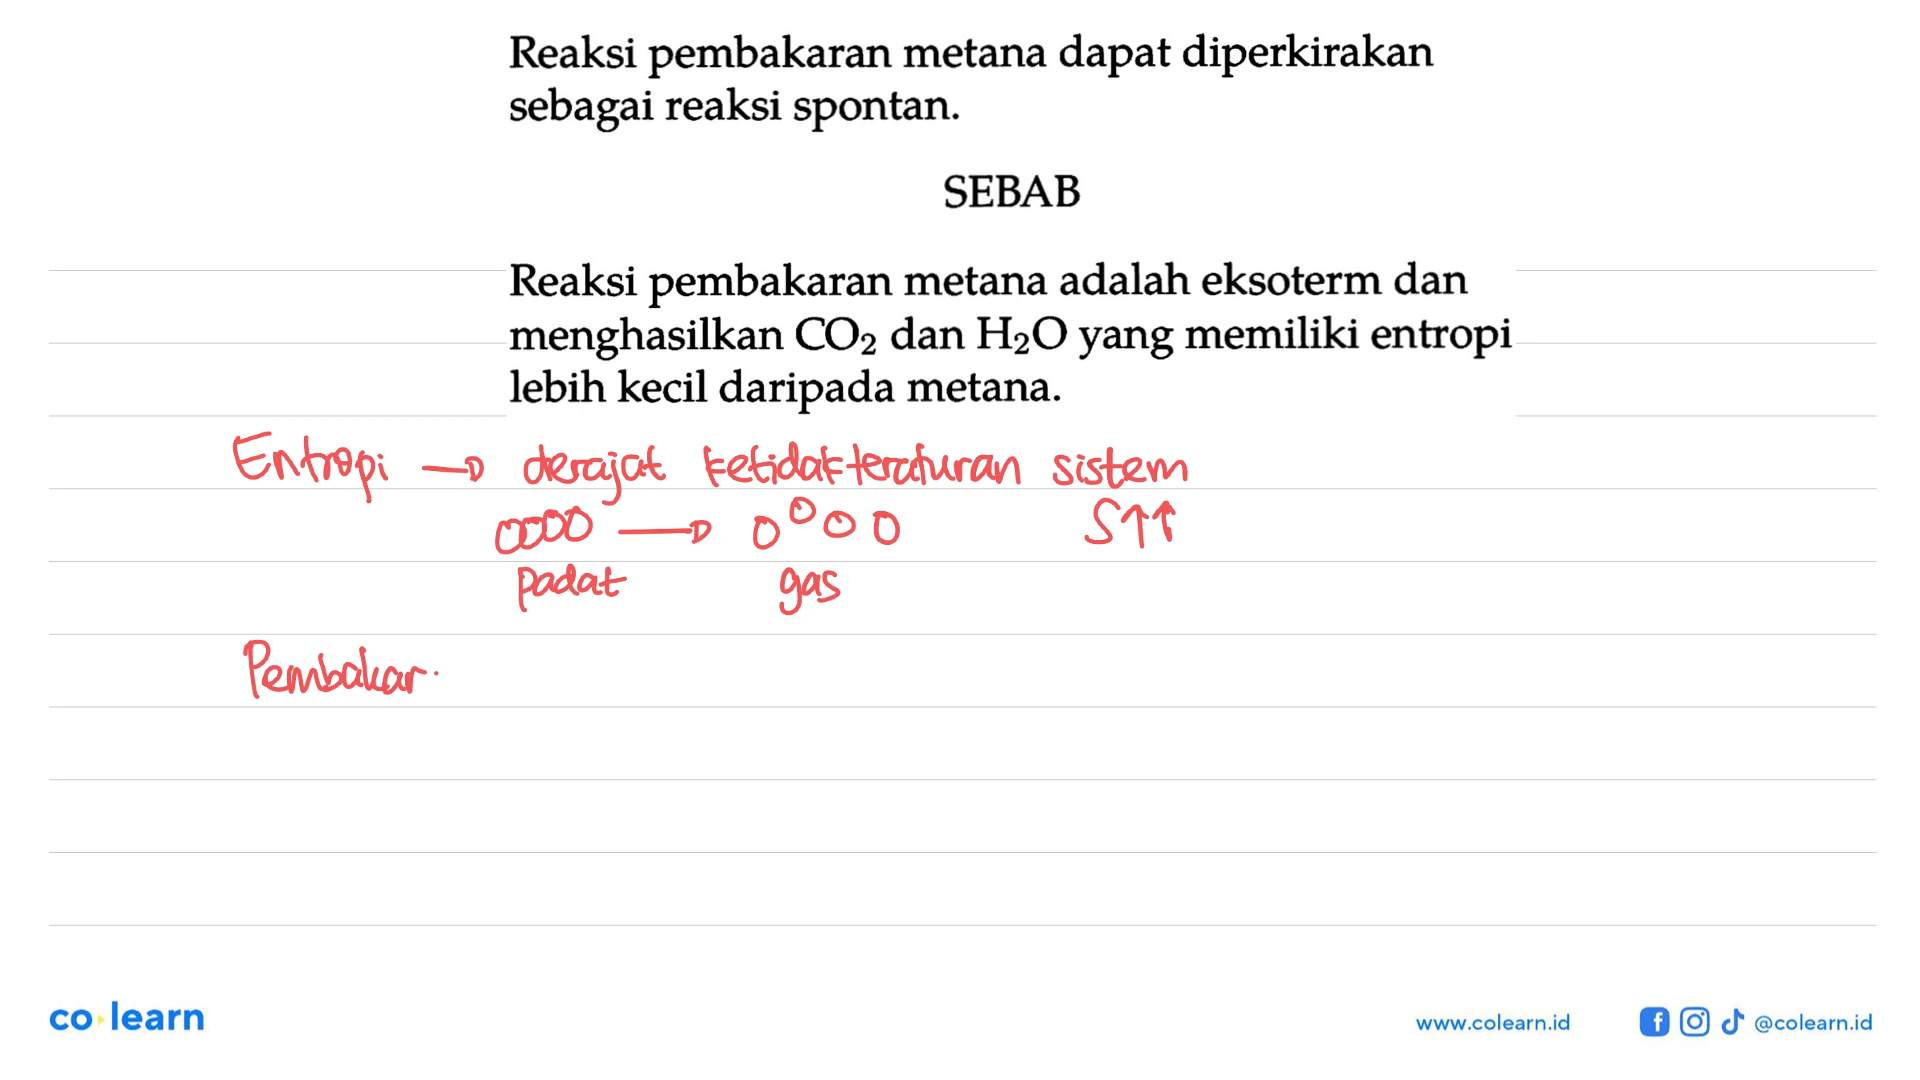 Reaksi pembakaran metana dapat diperkirakan
sebagai reaksi spontan.
SEBAB
Reaksi pembakaran metana adalah eksoterm dan
menghasilkan CO₂ dan H₂O yang memiliki entropi
lebih kecil daripada metana.
Entropi → derajat ketidakteraturan sistem
0000 → 0000 S↑↑
padat gas
Pembakar
co learn
www.colearn.id @colearn.id